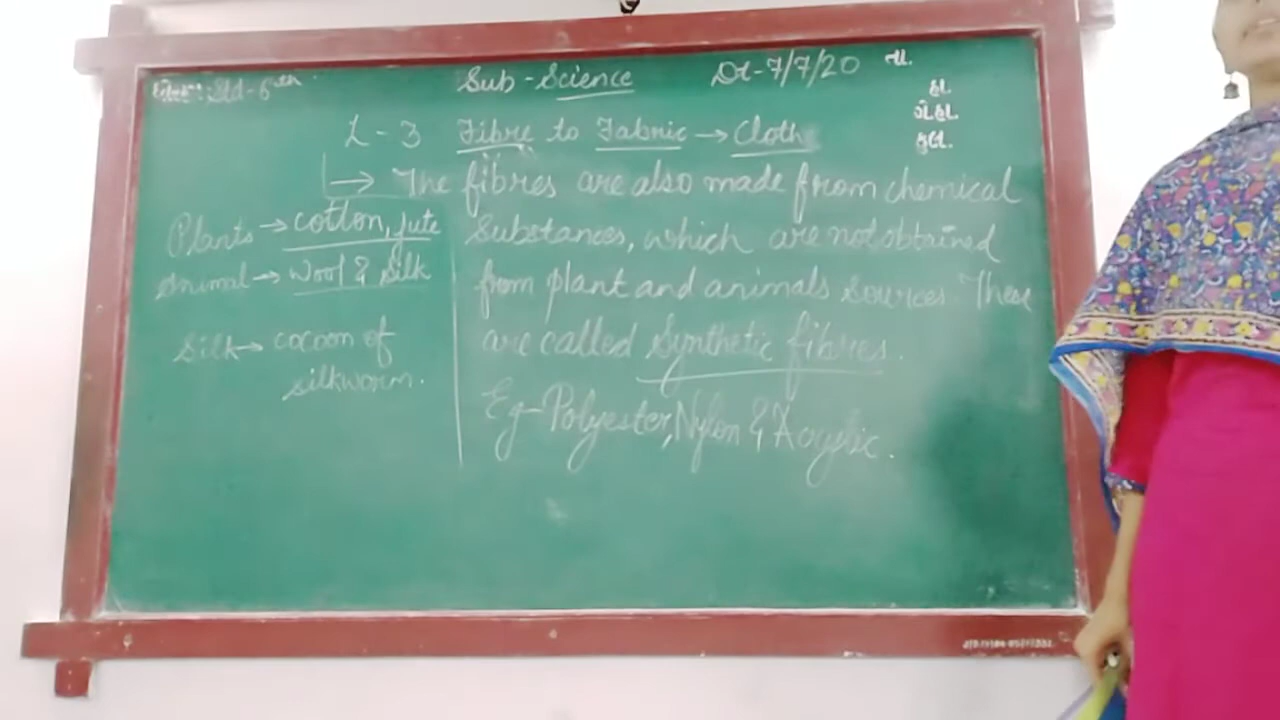 Std-6th Sub-Science Dt-7/7/20 તા.
હા.
ગે.હા.
કુલ.
L-3 Fibre to Fabric → Cloth
→ The fibres are also made from chemical
substances, which are not obtained
from plant and animals sources. These
are called synthetic fibres.
Eg-Polyester, Nylon & Acrylic.
Plants → cotton, jute
Animal → Wool & Silk
Silk → cocoon of
silkworm.